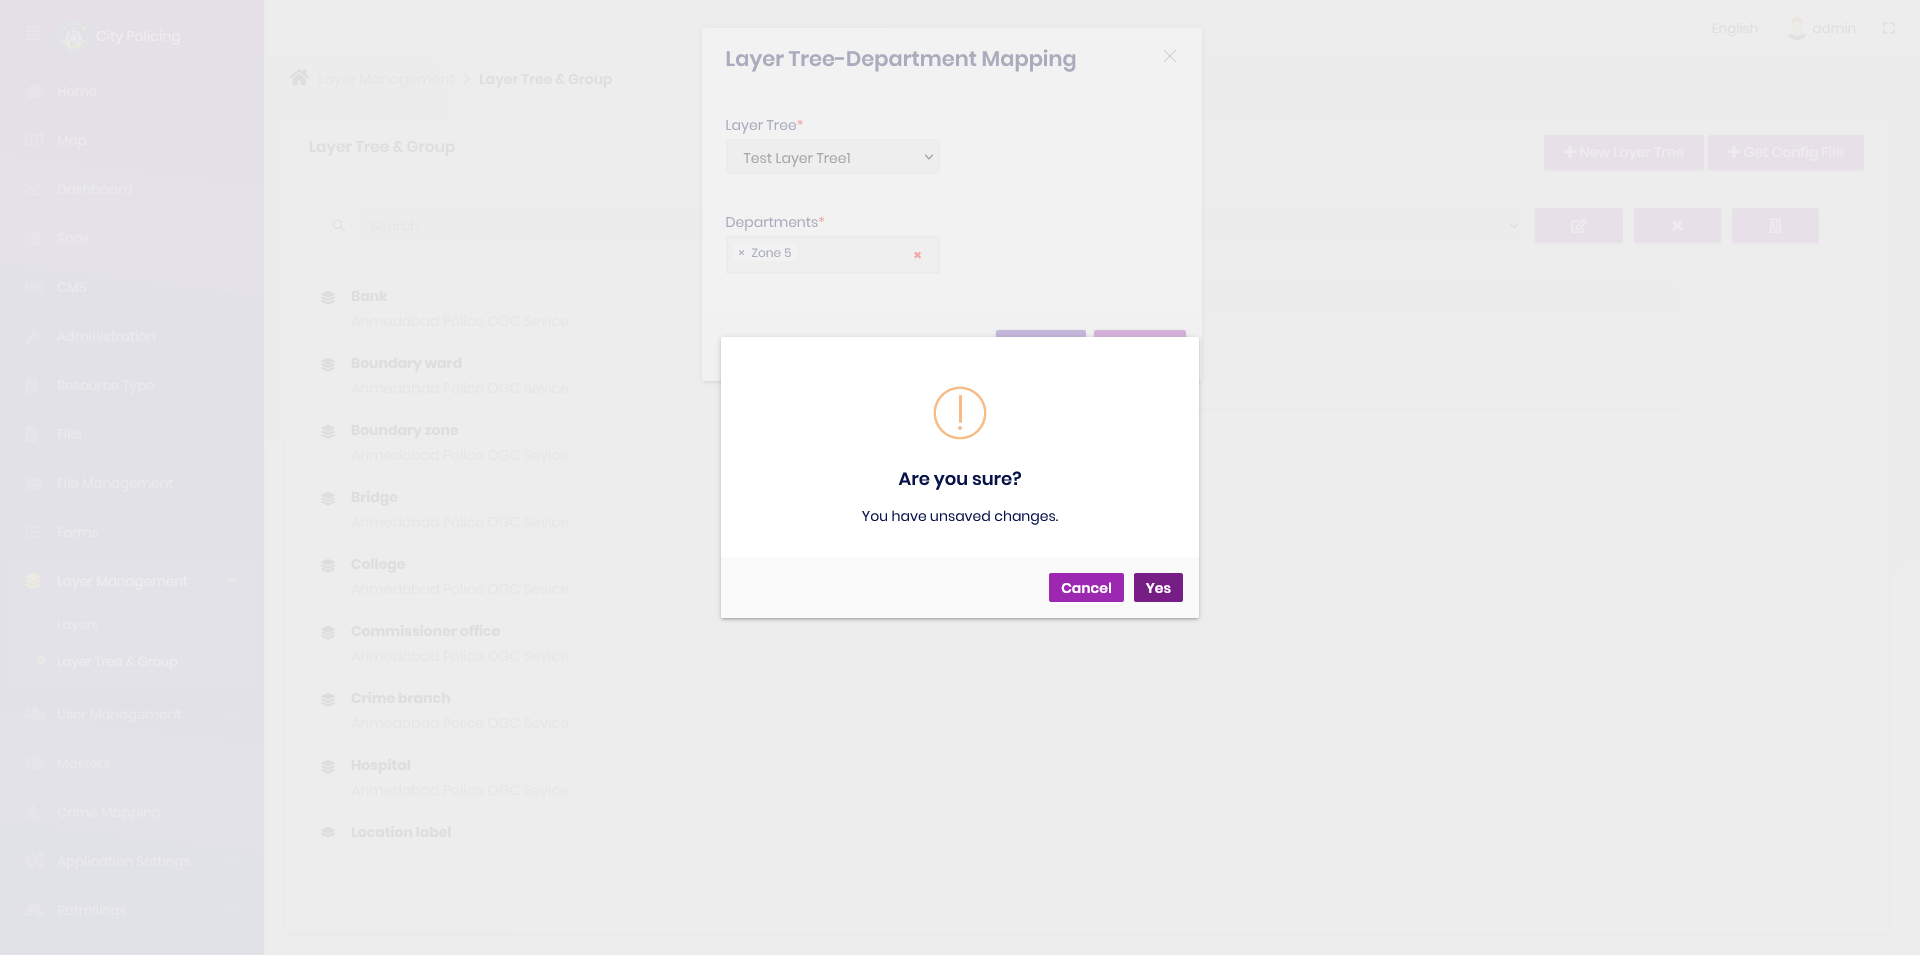 City Policing
English
admin
Layer Management > Layer Tree & Group
Home
Map
Dashboard
SaaS
CMS
Administration
Resource Type
FIRs
File Management
Forms
Layer Management
Layers
Layer Tree & Group
User Management
Masters
Crime Mapping
Application Settings
Patrollings
Layer Tree & Group
New Layer Tree
Get Config File
Search
Bank
Ahmedabad Police OGC Sevice
Boundary ward
Ahmedabad Police OGC Sevice
Boundary zone
Ahmedabad Police OGC Sevice
Bridge
Ahmedabad Police OGC Sevice
College
Ahmedabad Police OGC Sevice
Commissioner office
Ahmedabad Police OGC Sevice
Crime branch
Ahmedabad Police OGC Sevice
Hospital
Ahmedabad Police OGC Sevice
Location label
Layer Tree-Department Mapping
Layer Tree*
Test Layer Tree1
Departments*
× Zone 5
Are you sure?
You have unsaved changes.
Cancel
Yes